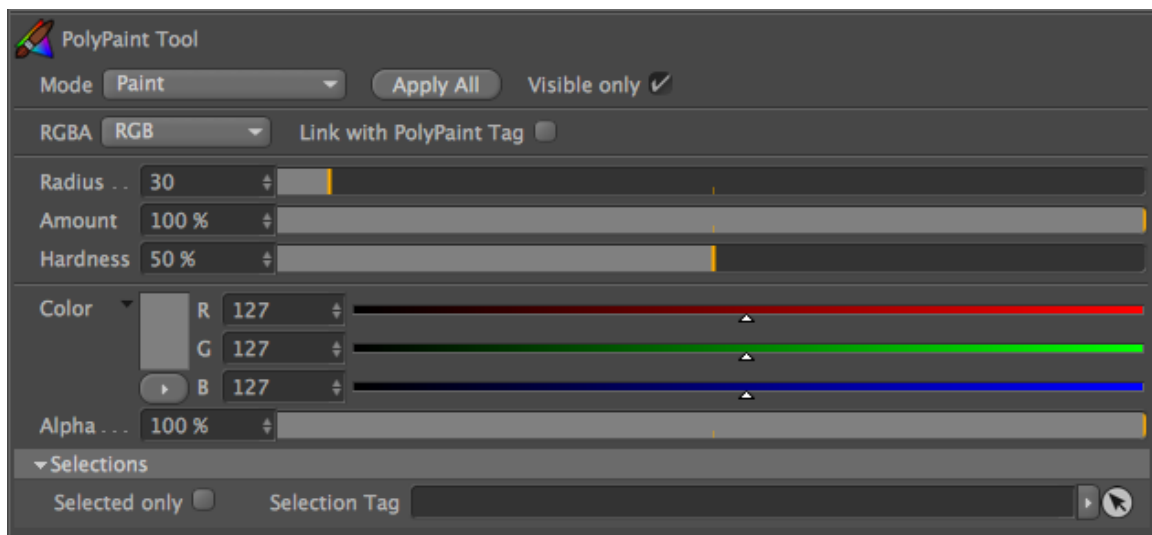 PolyPaint Tool
Mode Paint Apply All Visible only
RGBA RGB Link with PolyPaint Tag
Radius . . 30
Amount 100 %
Hardness 50 %
Color R 127
G 127
B 127
Alpha . . . 100 %
Selections
Selected only Selection Tag